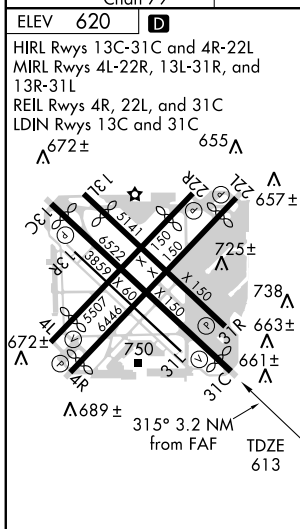 Chan 77
ELEV 620 D
HIRL Rwys 13C-31C and 4R-22L
MIRL Rwys 4L-22R, 13L-31R, and
13R-31L
REIL Rwys 4R, 22L, and 31C
LDIN Rwys 13C and 31C
672 ±
655
13L
22R
22L
657 ±
13C
P
P
P
5141
X 150
X 150
6522
13R
3859 X 60
725 ±
738
X 150
X 150
4L
5507
6446
V
P
31R
663 ±
672 ±
P
4R
750
31L
V
661 ±
31C
689 ±
315° 3.2 NM
from FAF
TDZE
613